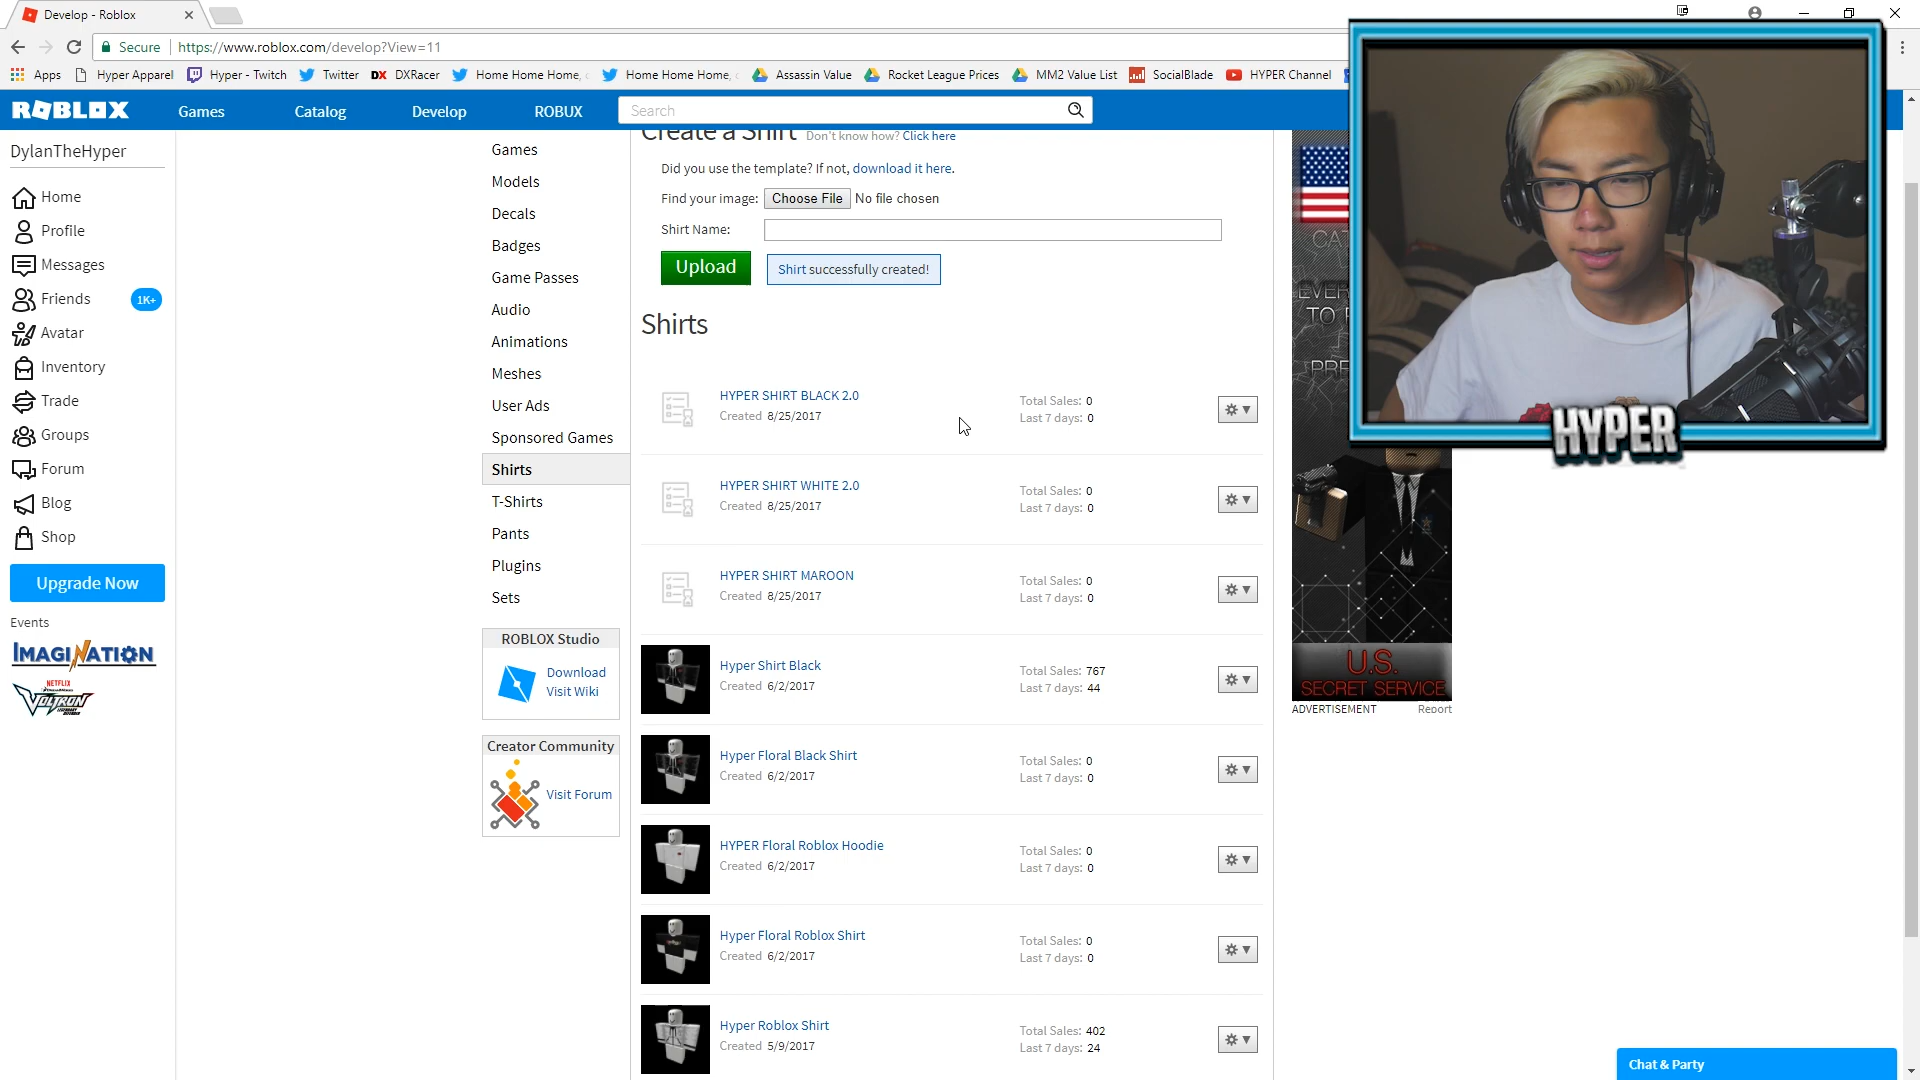 Develop - Roblox
Secure https://www.roblox.com/develop?View=11
Apps Hyper Apparel Hyper - Twitch Twitter DXRacer Home Home Home, Home Home Home, Assassin Value Rocket League Prices MM2 Value List SocialBlade HYPER Channel
ROBLOX Games Catalog Develop ROBUX Search
DylanTheHyper
Home
Profile
Messages
Friends 1K+
Avatar
Inventory
Trade
Groups
Forum
Blog
Shop
Upgrade Now
Events
IMAGINATION
NETFLIX
VOLTRON
Games
Models
Decals
Badges
Game Passes
Audio
Animations
Meshes
User Ads
Sponsored Games
Shirts
T-Shirts
Pants
Plugins
Sets
ROBLOX Studio
Download
Visit Wiki
Creator Community
Visit Forum
Create a Shirt Don't know how? Click here
Did you use the template? If not, download it here.
Find your image: Choose File No file chosen
Shirt Name:
Upload Shirt successfully created!
Shirts
HYPER SHIRT BLACK 2.0
Created 8/25/2017
Total Sales: 0
Last 7 days: 0
HYPER SHIRT WHITE 2.0
Created 8/25/2017
Total Sales: 0
Last 7 days: 0
HYPER SHIRT MAROON
Created 8/25/2017
Total Sales: 0
Last 7 days: 0
Hyper Shirt Black
Created 6/2/2017
Total Sales: 767
Last 7 days: 44
Hyper Floral Black Shirt
Created 6/2/2017
Total Sales: 0
Last 7 days: 0
HYPER Floral Roblox Hoodie
Created 6/2/2017
Total Sales: 0
Last 7 days: 0
Hyper Floral Roblox Shirt
Created 6/2/2017
Total Sales: 0
Last 7 days: 0
Hyper Roblox Shirt
Created 5/9/2017
Total Sales: 402
Last 7 days: 24
HYPER
TO
U.S.
SECRET SERVICE
ADVERTISEMENT Report
Chat & Party